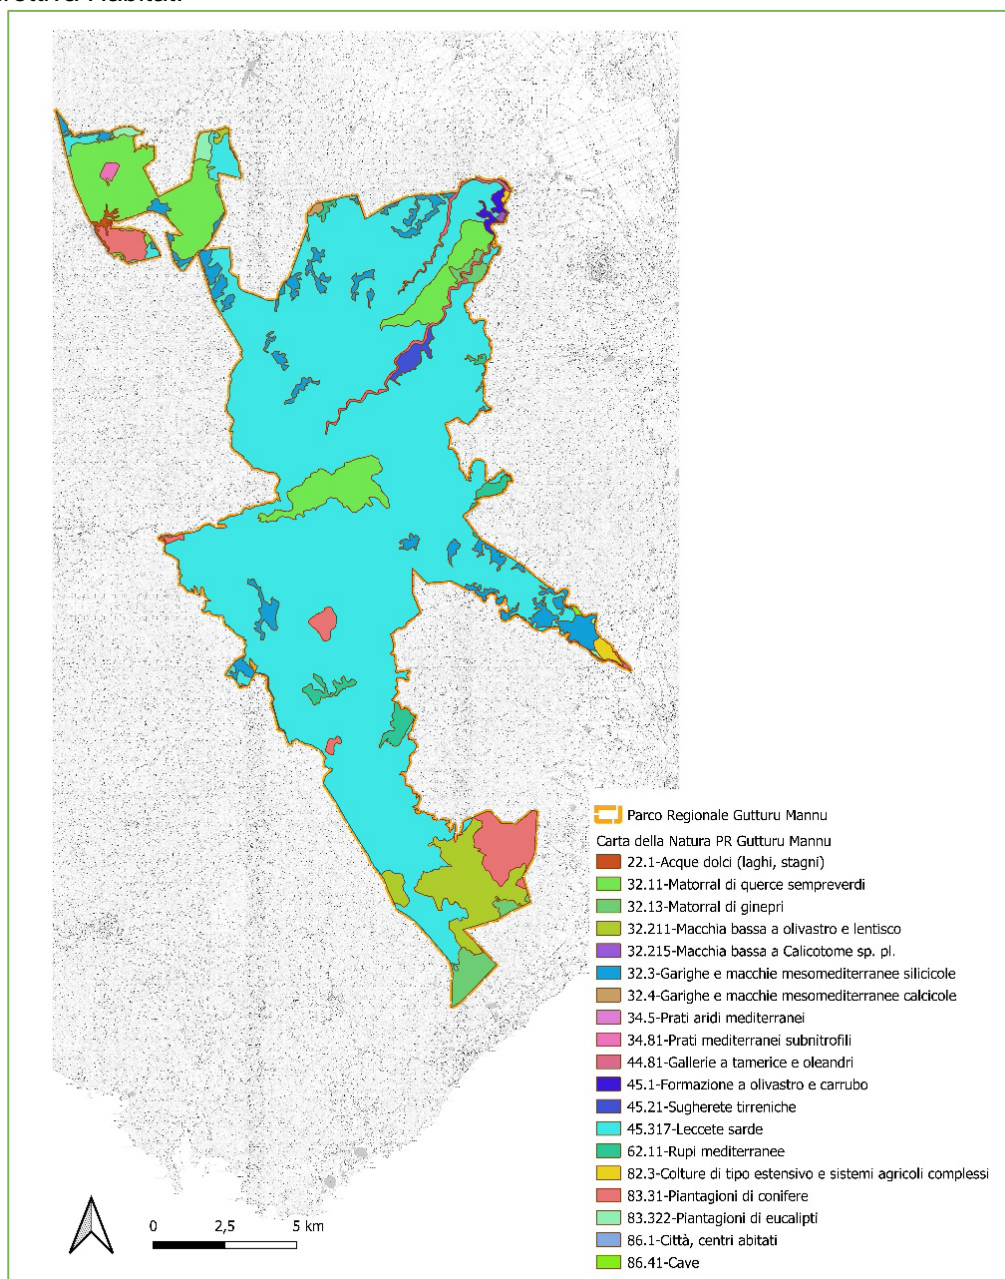 Parco Regionale Gutturu Mannu
Carta della Natura PR Gutturu Mannu
22.1-Acque dolci (laghi, stagni)
32.11-Matorral di querce sempreverdi
32.13-Matorral di ginepri
32.211-Macchia bassa a olivastro e lentisco
32.215-Macchia bassa a Calicotome sp. pl.
32.3-Garighe e macchie mesomediterranee silicicole
32.4-Garighe e macchie mesomediterranee calcicole
34.5-Prati aridi mediterranei
34.81-Prati mediterranei subnitrofili
44.81-Gallerie a tamerice e oleandri
45.1-Formazione a olivastro e carrubo
45.21-Sugherete tirreniche
45.317-Leccete sarde
62.11-Rupi mediterranee
82.3-Colture di tipo estensivo e sistemi agricoli complessi
83.31-Piantagioni di conifere
83.322-Piantagioni di eucalipti
86.1-Città, centri abitati
86.41-Cave
0 2,5 5 km